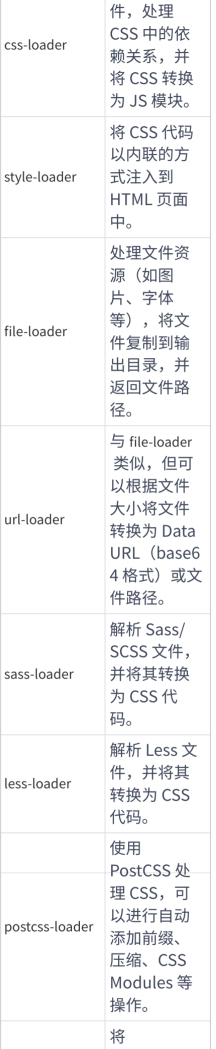 css-loader
件，处理
CSS 中的依
赖关系，并
将 CSS 转换
为 JS 模块。
style-loader
将 CSS 代码
以内联的方
式注入到
HTML 页面
中。
file-loader
处理文件资
源（如图
片、字体
等），将文
件复制到输
出目录，并
返回文件路
径。
url-loader
与 file-loader
类似，但可
以根据文件
大小将文件
转换为 Data
URL（base6
4 格式）或文
件路径。
sass-loader
解析 Sass/
SCSS 文件，
并将其转换
为 CSS 代
码。
less-loader
解析 Less 文
件，并将其
转换为 CSS
代码。
postcss-loader
使用
PostCSS 处
理 CSS，可
以进行自动
添加前缀、
压缩、CSS
Modules 等
操作。
将